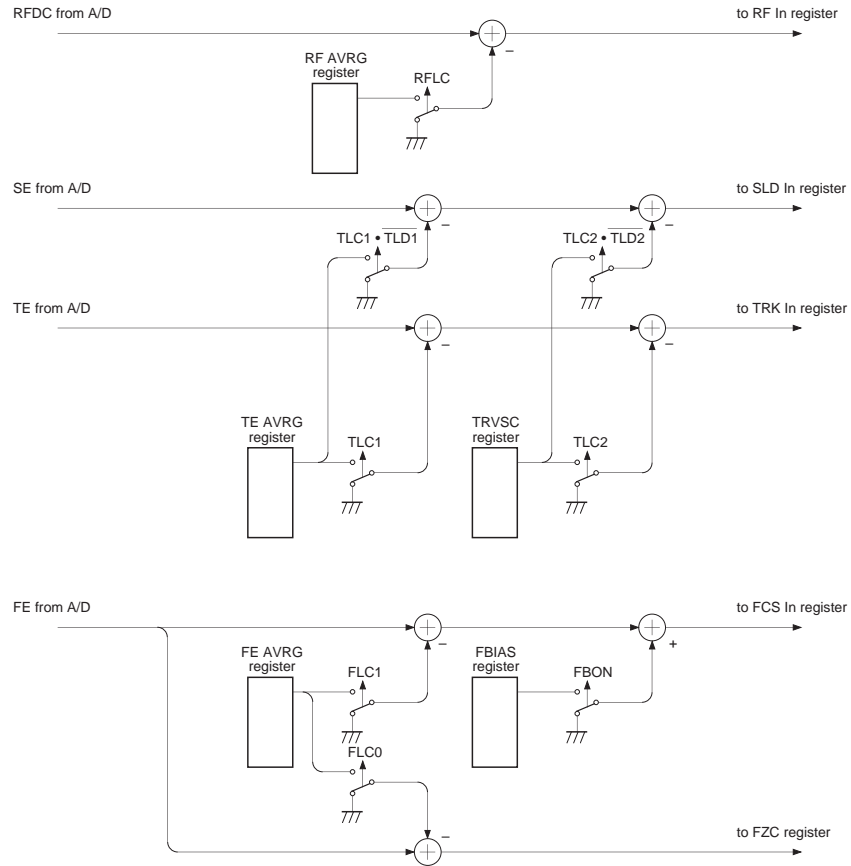 RFDC from A/D
to RF In register
RF AVRG
register
RFLC
–
SE from A/D
to SLD In register
–
–
TLC1 • T̅L̅D̅1̅
TLC2 • T̅L̅D̅2̅
TE from A/D
to TRK In register
–
–
TE AVRG
register
TLC1
TRVSC
register
TLC2
FE from A/D
to FCS In register
–
+
FE AVRG
register
FLC1
FBIAS
register
FBON
FLC0
–
to FZC register